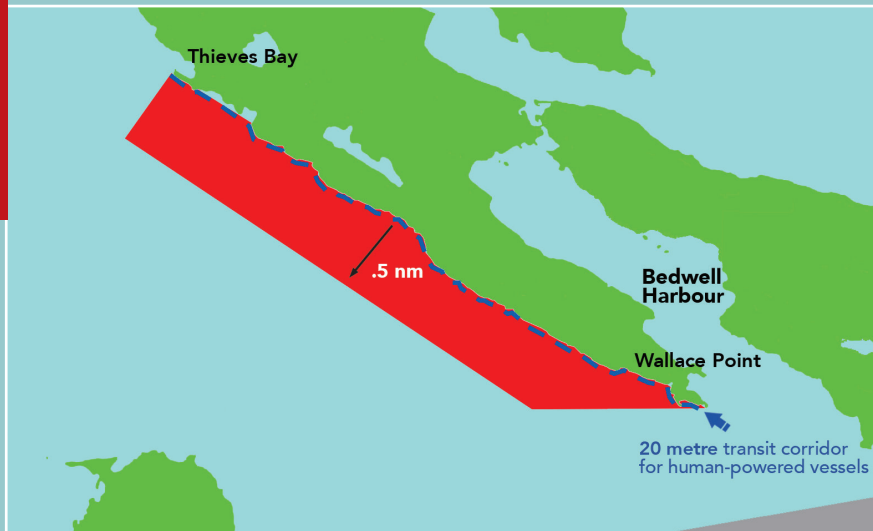 Thieves Bay
.5 nm
Bedwell
Harbour
Wallace Point
20 metre transit corridor
for human-powered vessels